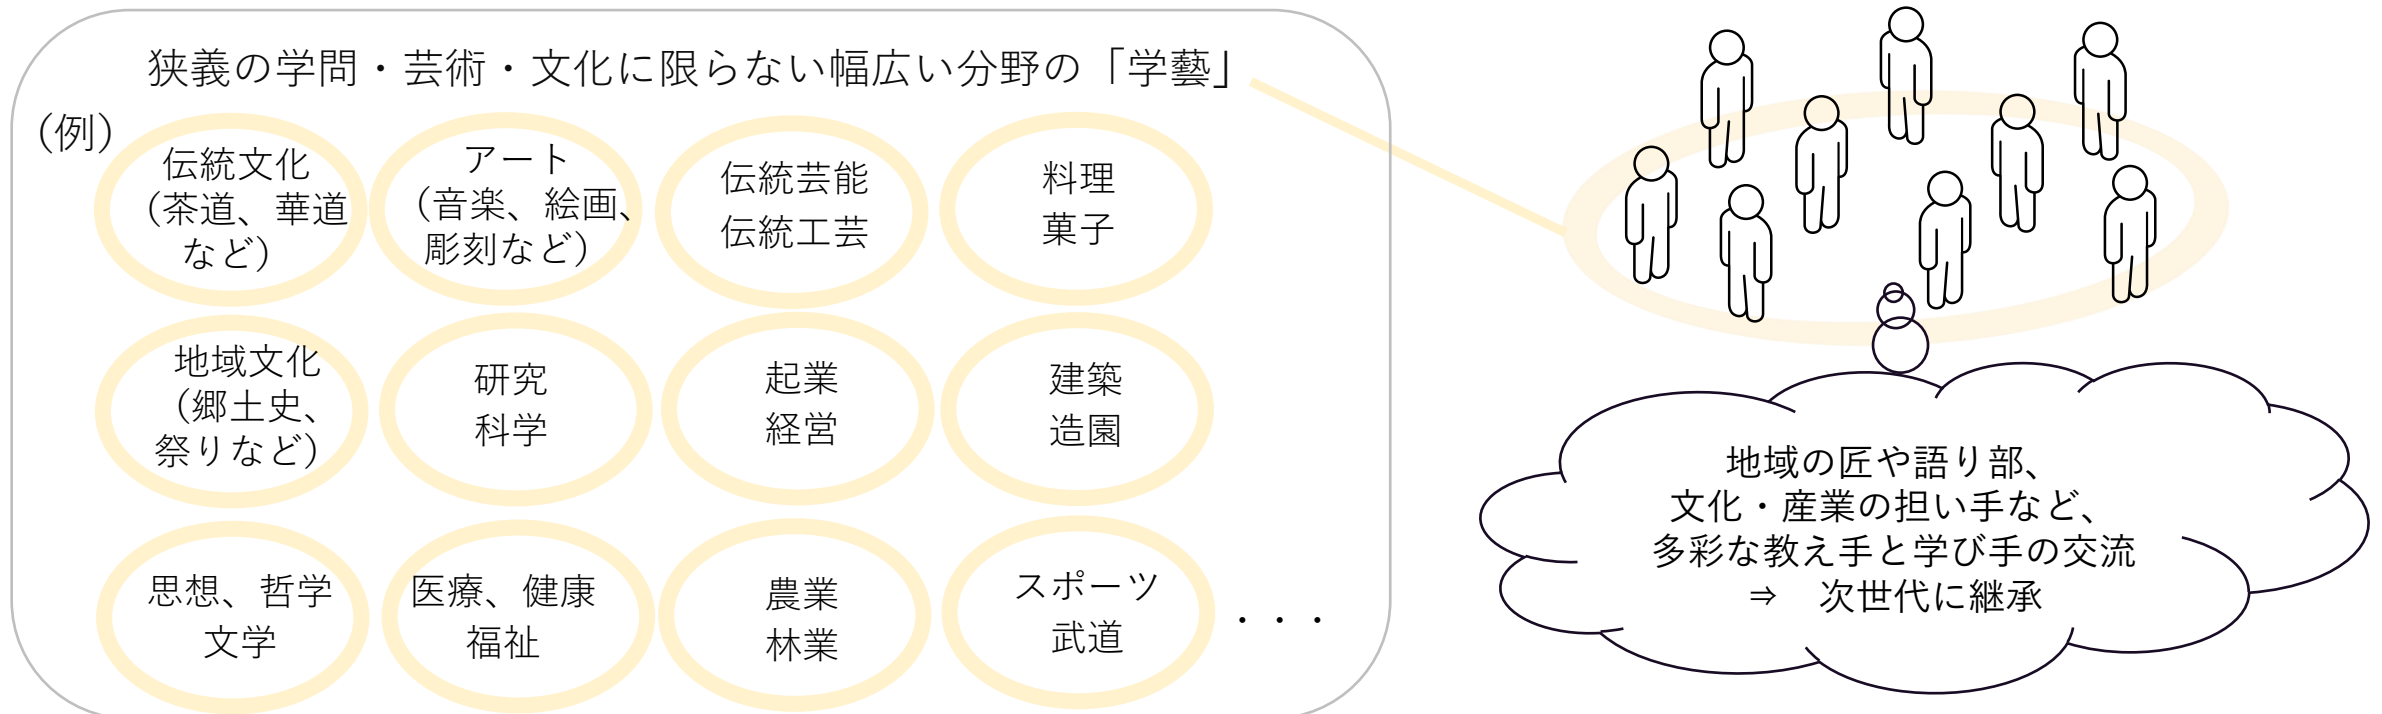 狭義の学問・芸術・文化に限らない幅広い分野の「学藝」
(例)
伝統文化
(茶道、華道
など)
アート
(音楽、絵画、
彫刻など)
伝統芸能
伝統工芸
料理
菓子
地域文化
(郷土史、
祭りなど)
研究
科学
起業
経営
建築
造園
思想、哲学
文学
医療、健康
福祉
農業
林業
スポーツ
武道
・・・
地域の匠や語り部、
文化・産業の担い手など、
多彩な教え手と学び手の交流
⇒　次世代に継承